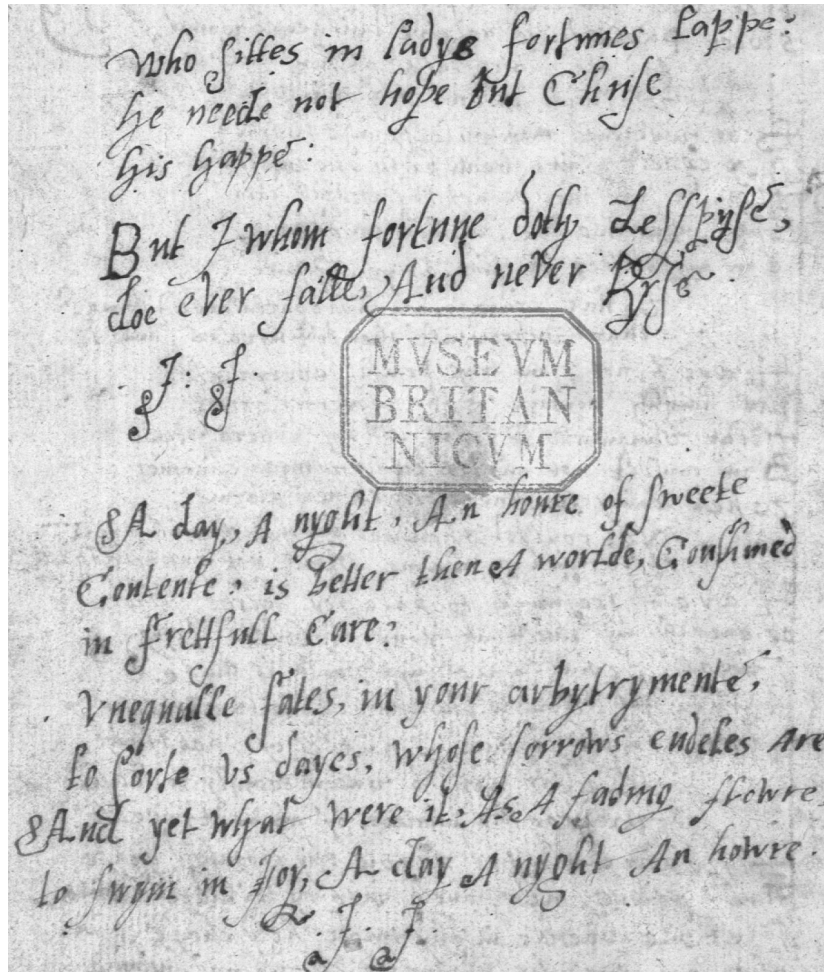 Who sittes in ladye fortunes Lappe:
he neede not hope But Chuse
his happe:
But I whom fortune doth desspyse,
doe ever falle, And never Ryse
J: J
MVSEVM
BRITAN
NICVM
A day, A nyght, An houre of sweete
Contente, is better then A worlde, Consumed
in frettfull Care:
Vnequalle fates, in your arbytrymente,
to sorte vs dayes, whose sorrows endeles are
And yet what were it, As A fading flowre
to swym in Joy, A day A nyght An howre.
J: J: